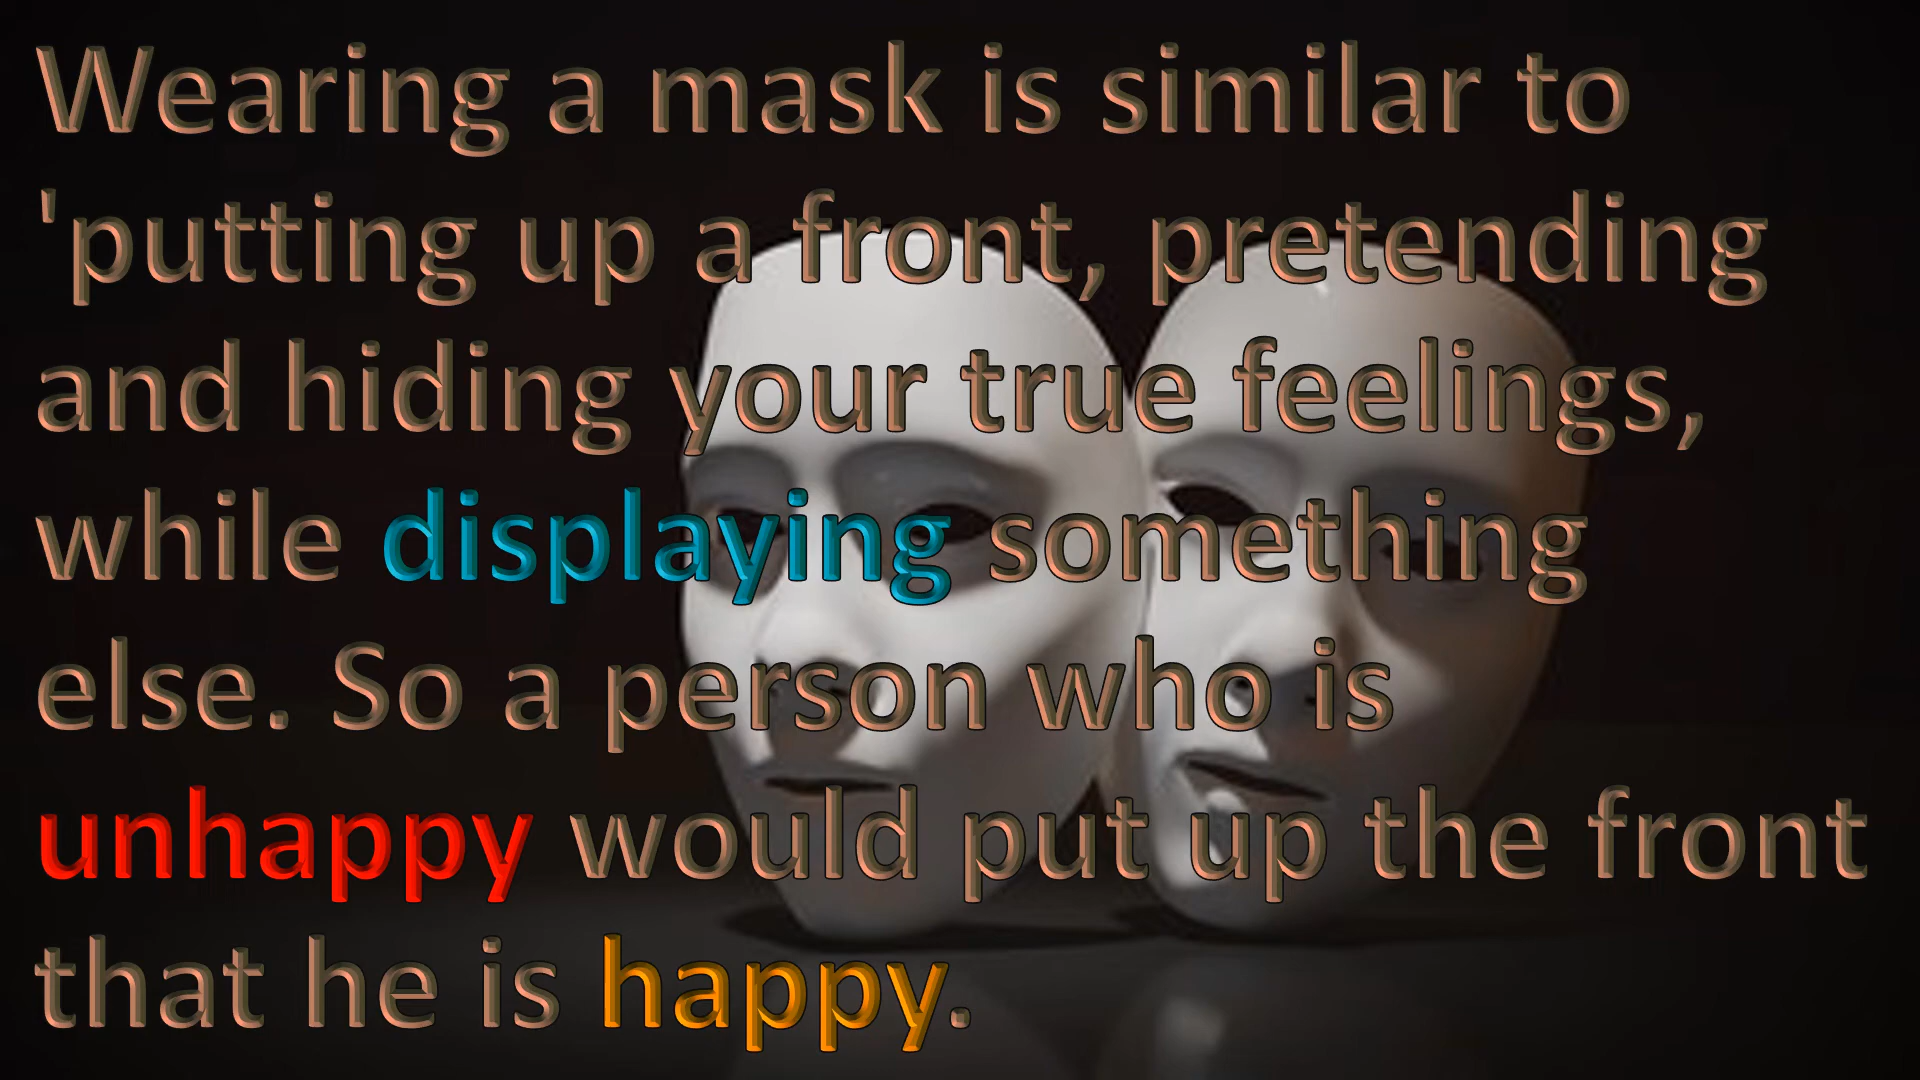 Wearing a mask is similar to
'putting up a front, pretending
and hiding your true feelings,
while displaying something
else. So a person who is
unhappy would put up the front
that he is happy.